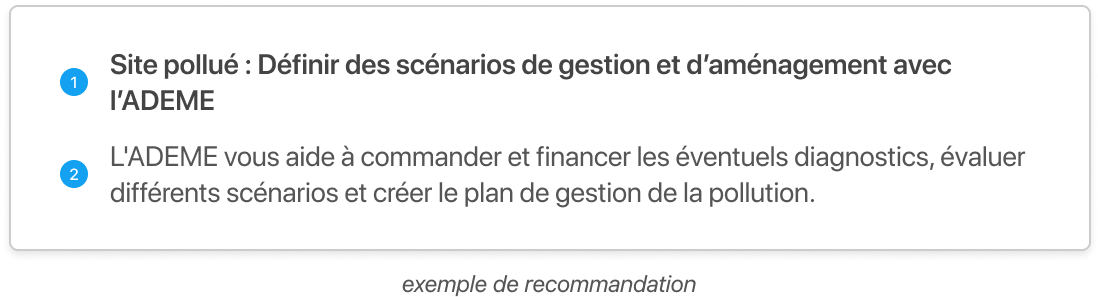 1 Site pollué : Définir des scénarios de gestion et d’aménagement avec
l’ADEME
2 L'ADEME vous aide à commander et financer les éventuels diagnostics, évaluer
différents scénarios et créer le plan de gestion de la pollution.
exemple de recommandation